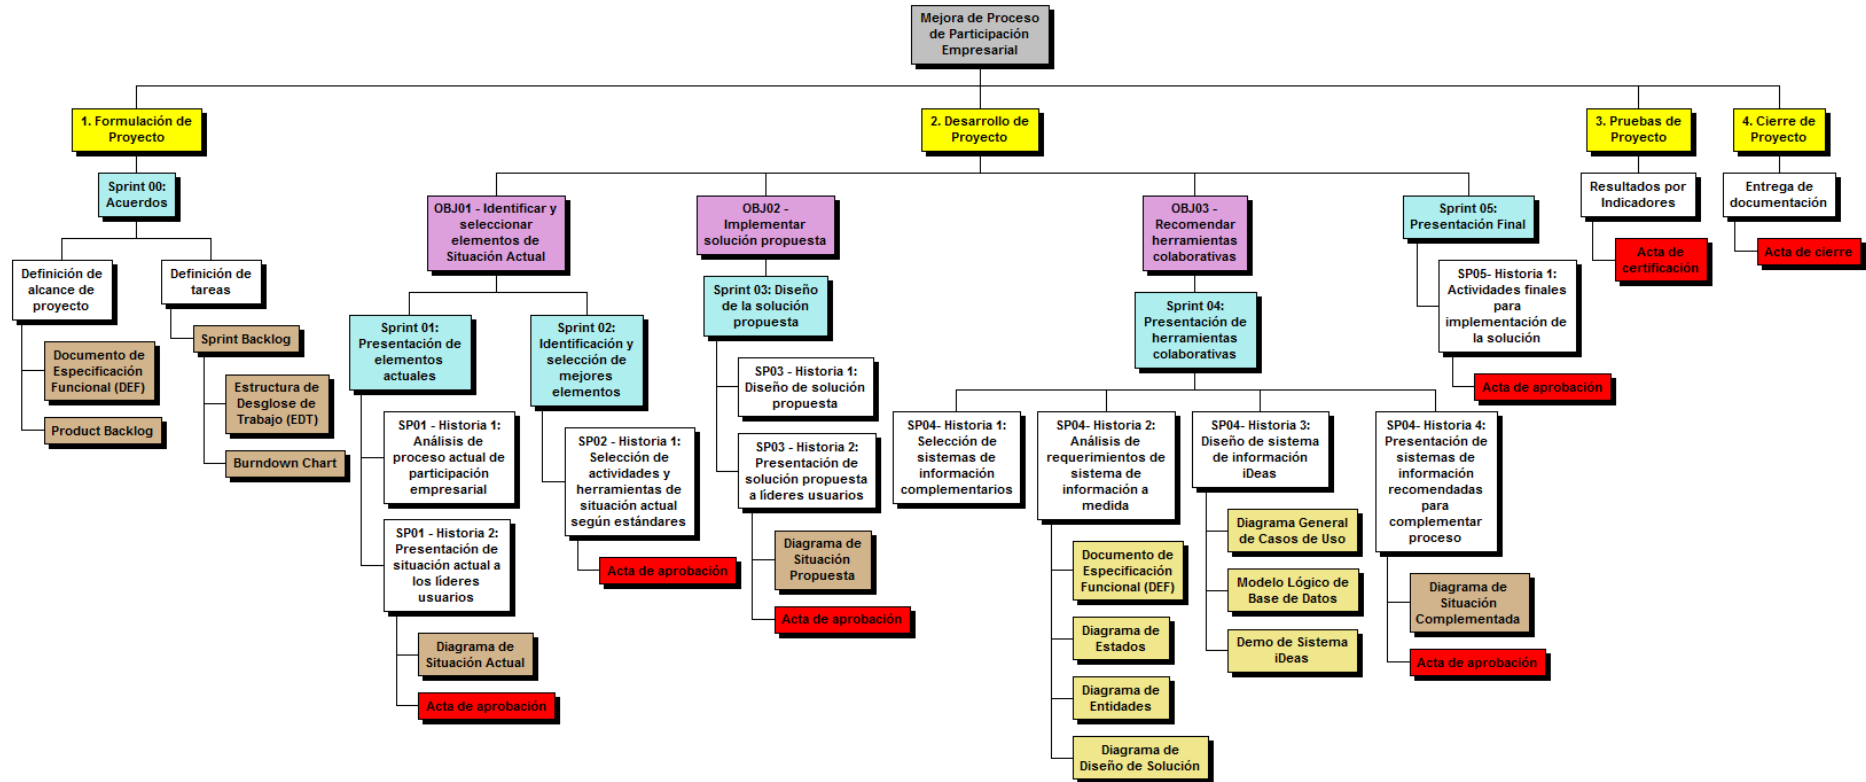 Mejora de Proceso
de Participación
Empresarial
1. Formulación de
Proyecto
2. Desarrollo de
Proyecto
3. Pruebas de
Proyecto
4. Cierre de
Proyecto
Sprint 00:
Acuerdos
Definición de
alcance de
proyecto
Documento de
Especificación
Funcional (DEF)
Product Backlog
Definición de
tareas
Sprint Backlog
Estructura de
Desglose de
Trabajo (EDT)
Burndown Chart
OBJ01 - Identificar y
seleccionar
elementos de
Situación Actual
Sprint 01:
Presentación de
elementos
actuales
SP01 - Historia 1:
Análisis de
proceso actual de
participación
empresarial
SP01 - Historia 2:
Presentación de
situación actual a
los líderes
usuarios
Diagrama de
Situación Actual
Acta de aprobación
Sprint 02:
Identificación y
selección de
mejores
elementos
SP02 - Historia 1:
Selección de
actividades y
herramientas de
situación actual
según estándares
Acta de aprobación
OBJ02 -
Implementar
solución propuesta
Sprint 03: Diseño
de la solución
propuesta
SP03 - Historia 1:
Diseño de solución
propuesta
SP03 - Historia 2:
Presentación de
solución propuesta
a líderes usuarios
Diagrama de
Situación
Propuesta
Acta de aprobación
OBJ03 -
Recomendar
herramientas
colaborativas
Sprint 04:
Presentación de
herramientas
colaborativas
SP04- Historia 1:
Selección de
sistemas de
información
complementarios
SP04- Historia 2:
Análisis de
requerimientos de
sistema de
información a
medida
Documento de
Especificación
Funcional (DEF)
Diagrama de
Estados
Diagrama de
Entidades
Diagrama de
Diseño de Solución
SP04- Historia 3:
Diseño de sistema
de información
iDeas
Diagrama General
de Casos de Uso
Modelo Lógico de
Base de Datos
Demo de Sistema
iDeas
SP04- Historia 4:
Presentación de
sistemas de
información
recomendadas
para
complementar
proceso
Diagrama de
Situación
Complementada
Acta de aprobación
Sprint 05:
Presentación Final
SP05- Historia 1:
Actividades finales
para
implementación de
la solución
Acta de aprobación
Resultados por
Indicadores
Acta de
certificación
Entrega de
documentación
Acta de cierre